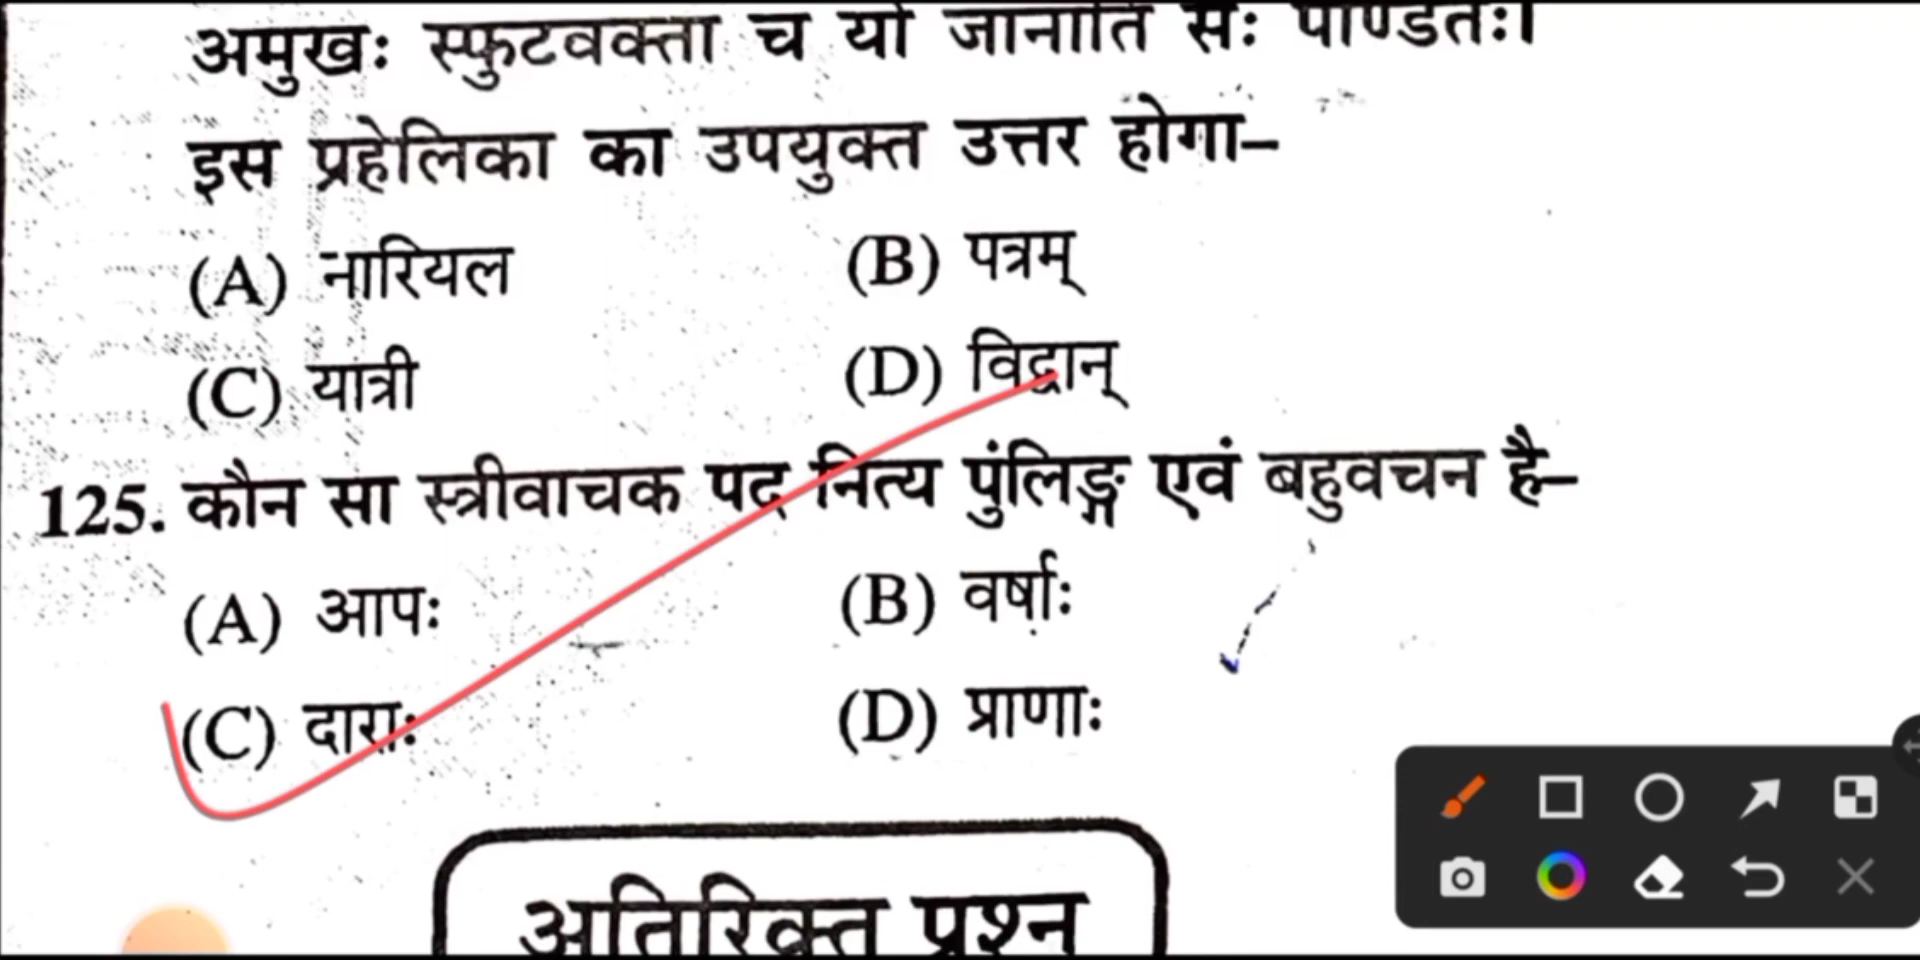 अमुखः स्फुटवक्ता च यो जानाति सः पण्डितः।
इस प्रहेलिका का उपयुक्त उत्तर होगा–
(A) नारियल (B) पत्रम्
(C) यात्री (D) विद्वान्
125. कौन सा स्त्रीवाचक पद नित्य पुंलिङ्ग एवं बहुवचन है–
(A) आपः (B) वर्षाः
(C) दाराः (D) प्राणाः
अतिरिक्त प्रश्न